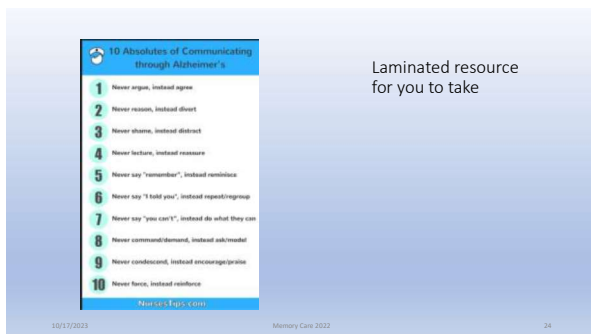 10 Absolutes of Communicating
through Alzheimer's
1 Never argue, instead agree
2 Never reason, instead divert
3 Never shame, instead distract
4 Never lecture, instead reassure
5 Never say "remember", instead reminisce
6 Never say "I told you", instead repeat/regroup
7 Never say "you can't", instead do what they can
8 Never command/demand, instead ask/model
9 Never condescend, instead encourage/praise
10 Never force, instead reinforce
NursesTips.com
Laminated resource
for you to take
10/17/2023
Memory Care 2022
24